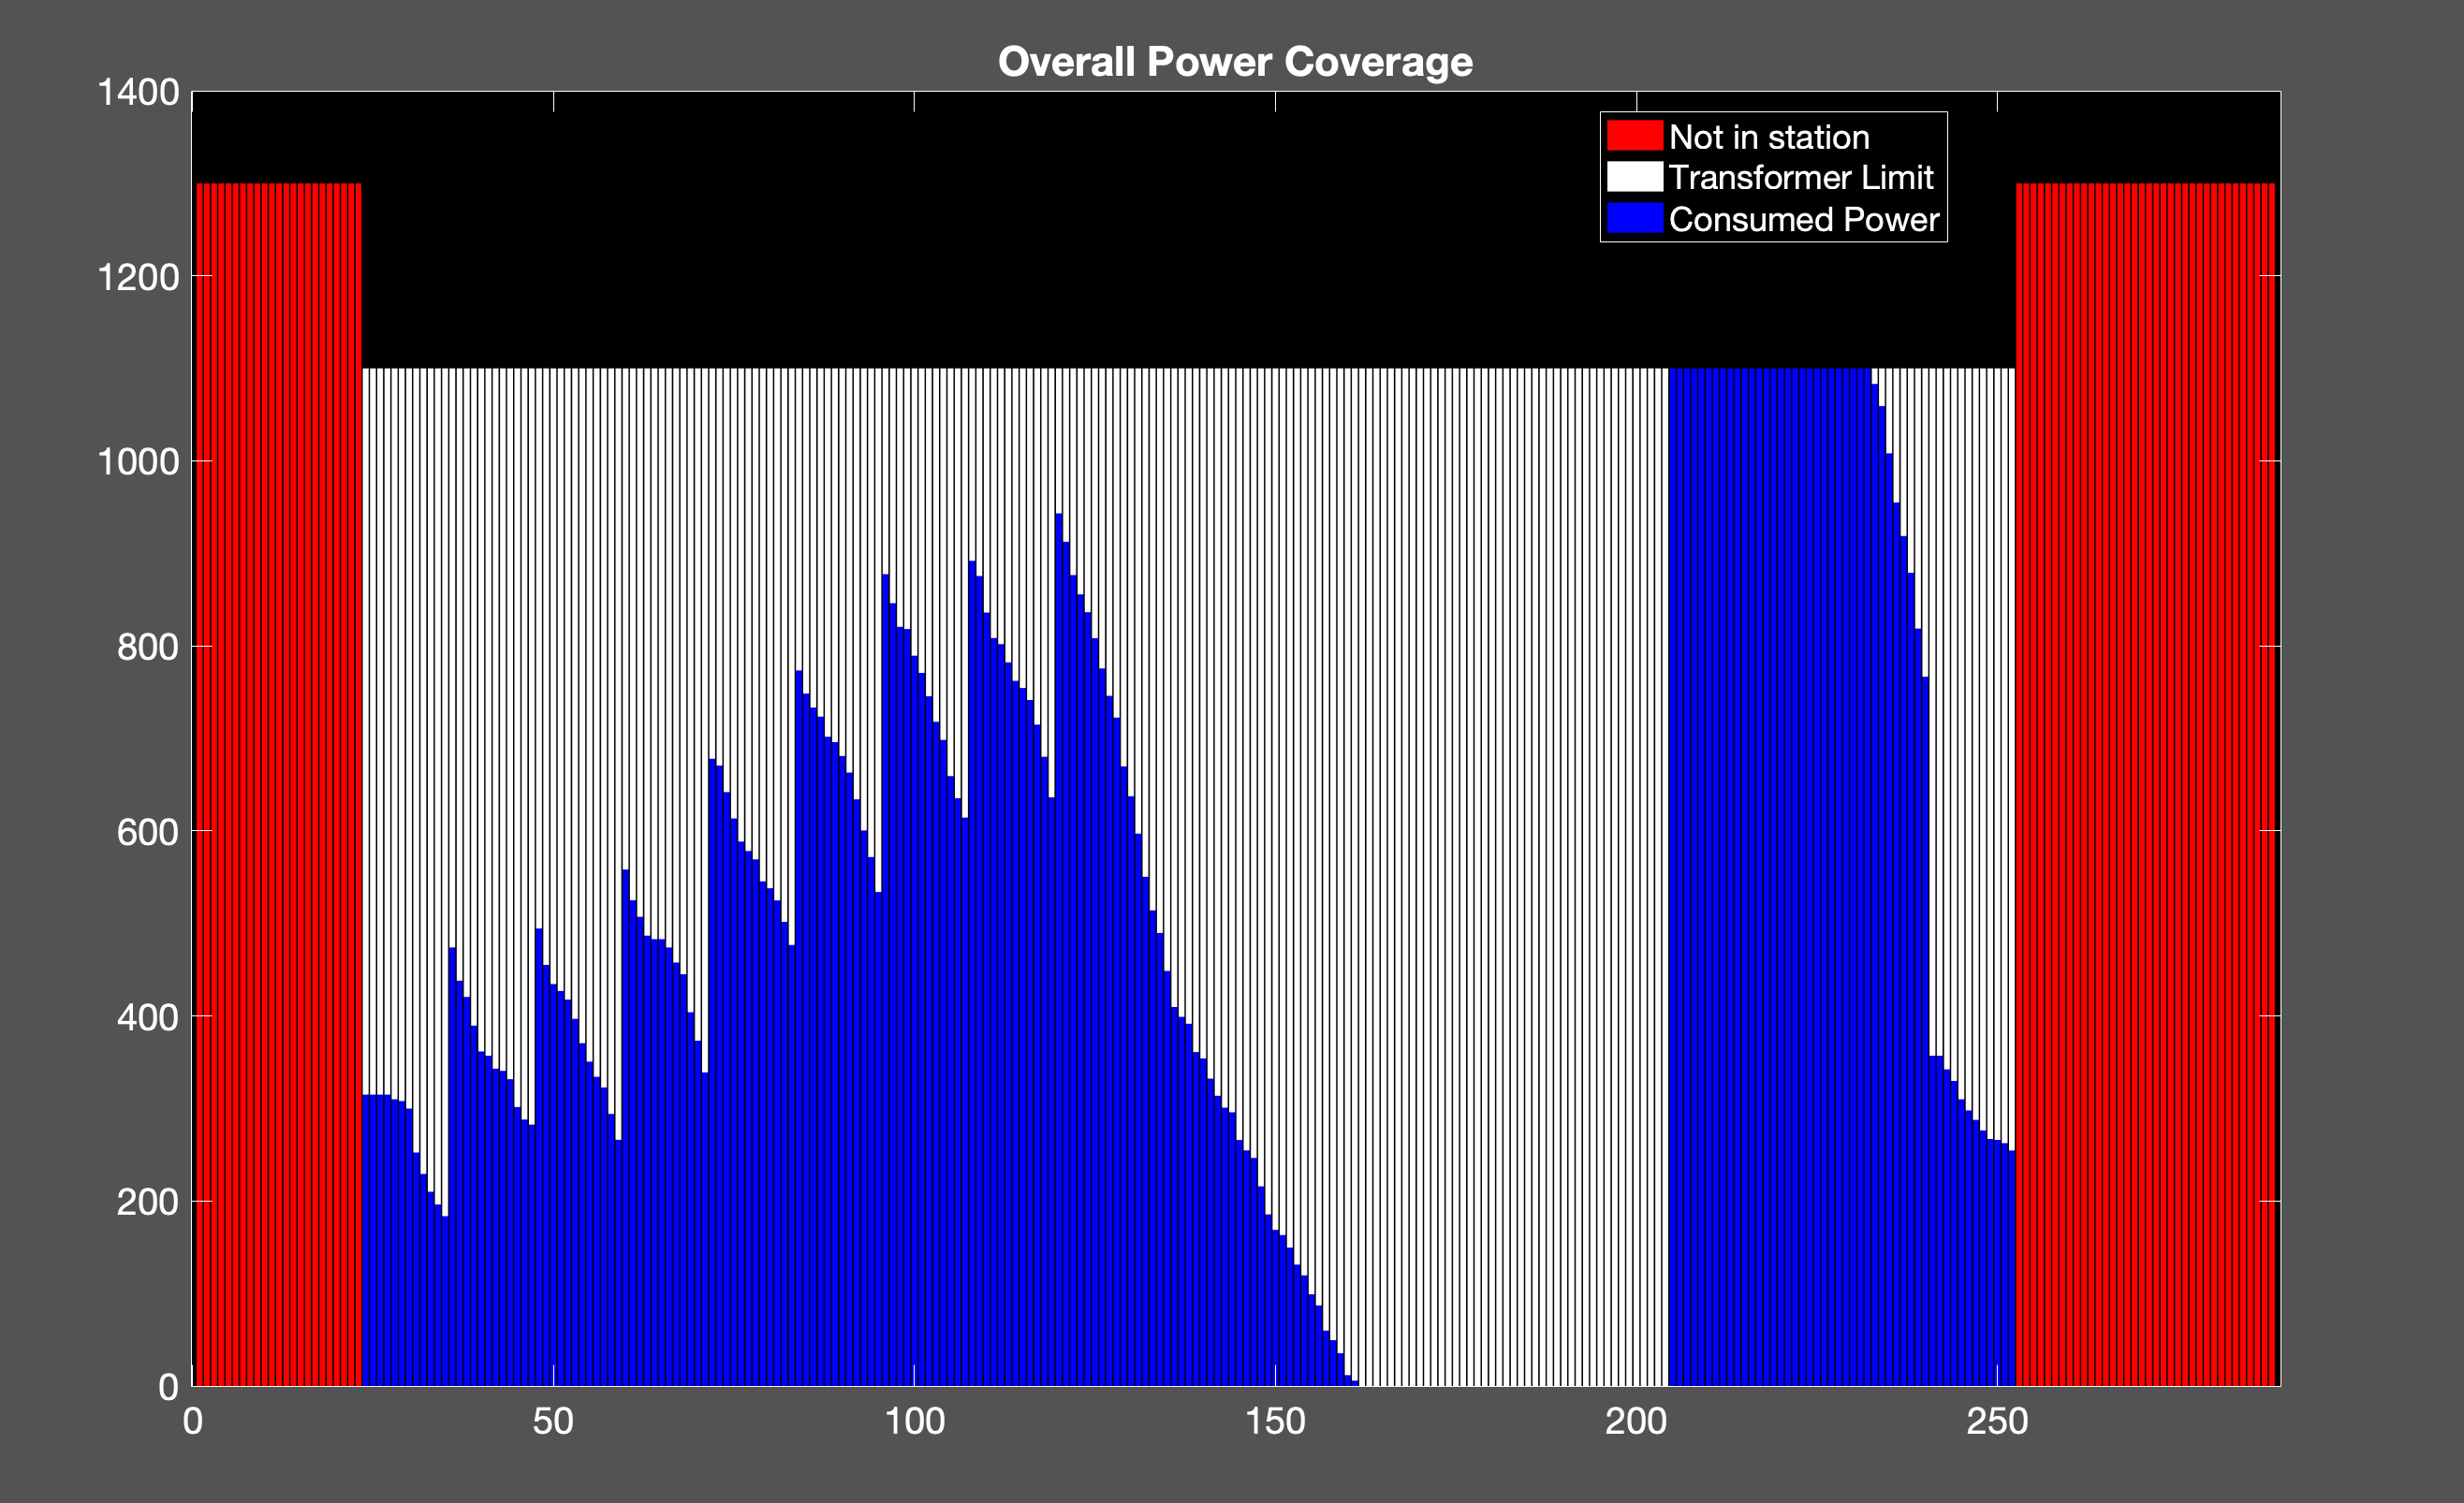 Overall Power Coverage
1400
1200
1000
800
600
400
200
0
Not in station
Transformer Limit
Consumed Power
0 50 100 150 200 250